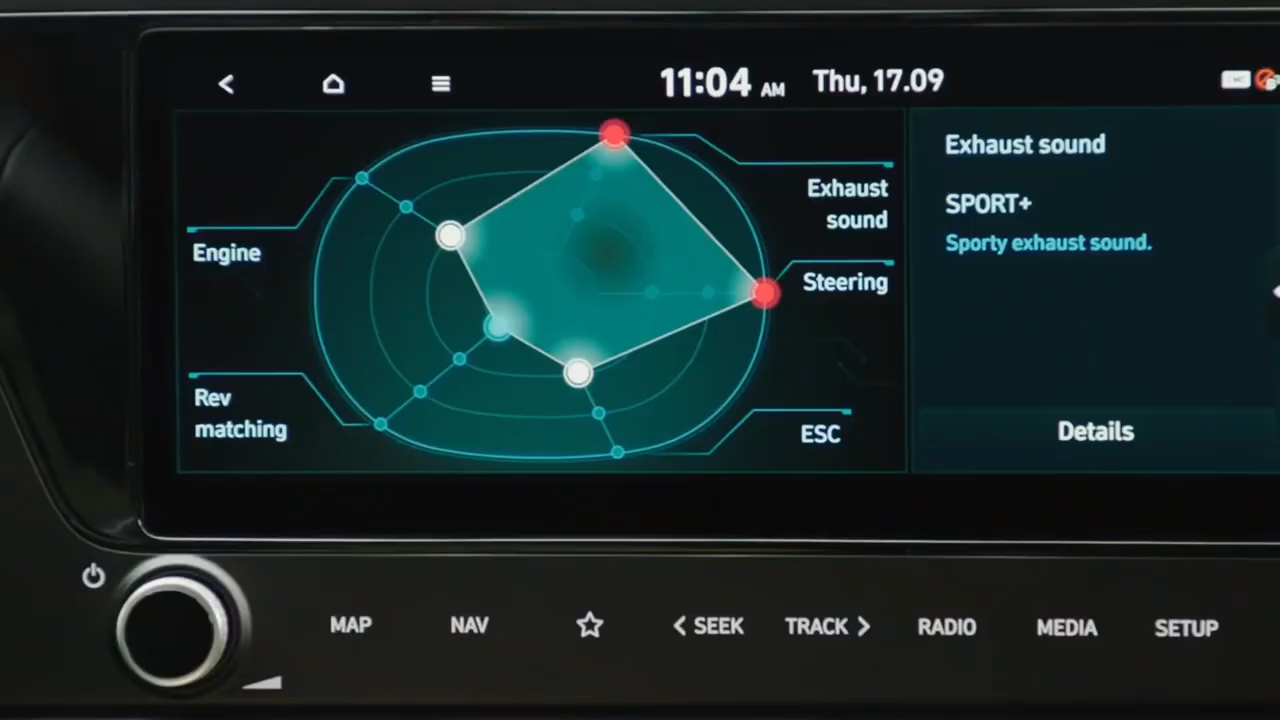 11:04 AM Thu, 17.09
Exhaust sound
SPORT+
Sporty exhaust sound.
Details
Exhaust
sound
Steering
ESC
Engine
Rev
matching
MAP NAV < SEEK TRACK > RADIO MEDIA SETUP